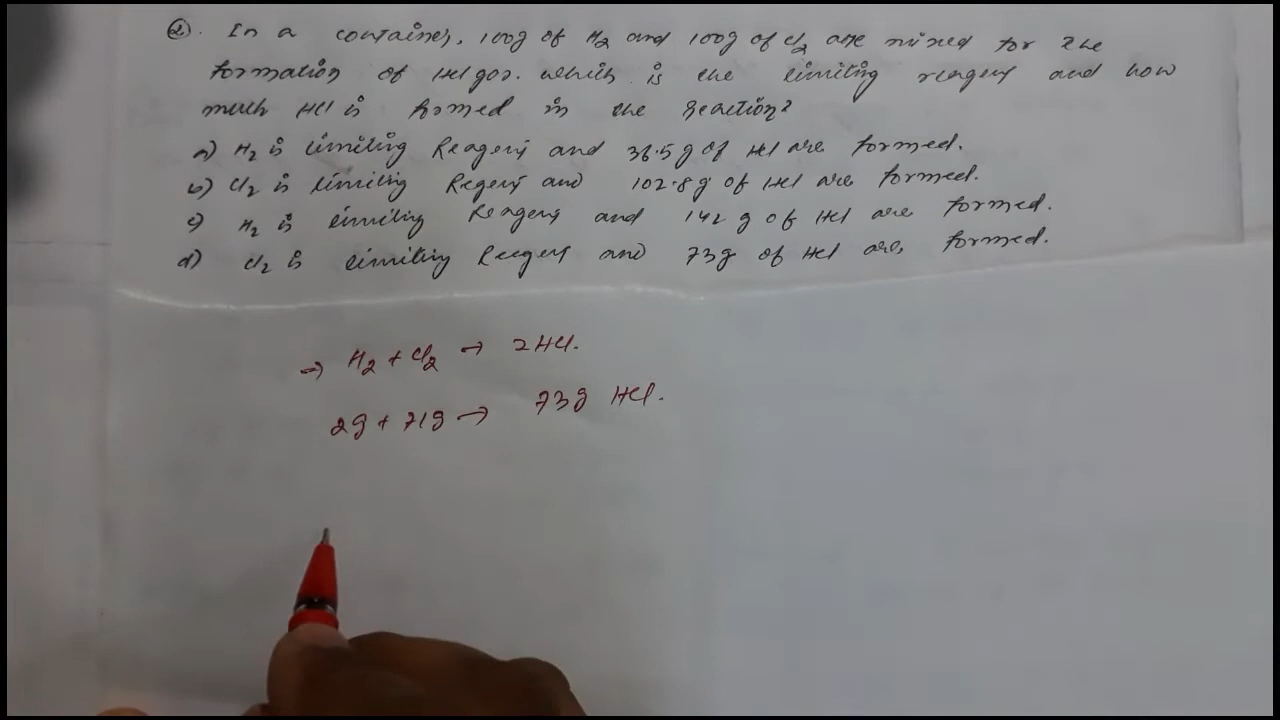 ②. In a container, 100g of H₂ and 100g of Cl₂ are mixed for the
formation of HCl gas. which is the limiting reagent and how
much HCl is formed in the reaction?
a) H₂ is limiting Reagent and 36.5g of HCl are formed.
b) Cl₂ is limiting Regent and 102.8g of HCl are formed.
c) H₂ is limiting Reagent and 142 g of HCl are formed.
d) Cl₂ is limiting Reagent and 73g of HCl are formed.
⇒ H₂ + Cl₂ → 2HCl.
2g + 71g → 73g HCl.